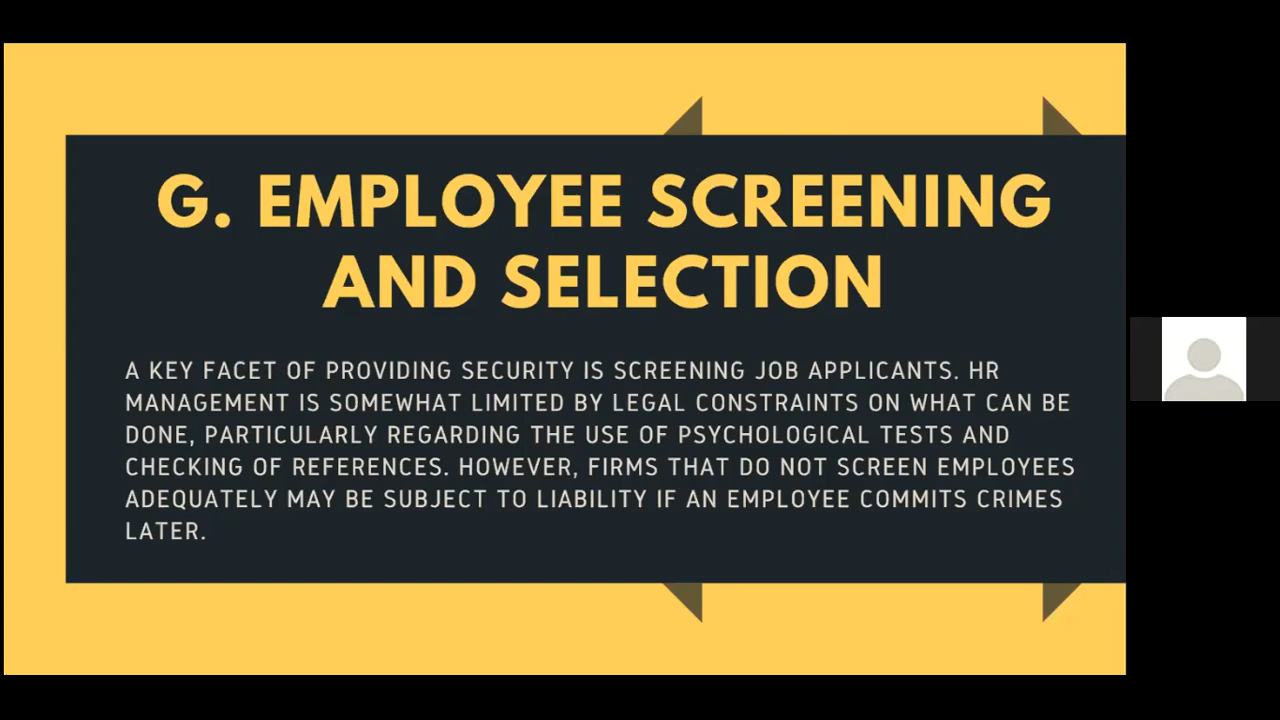 G. EMPLOYEE SCREENING
AND SELECTION
A KEY FACET OF PROVIDING SECURITY IS SCREENING JOB APPLICANTS. HR
MANAGEMENT IS SOMEWHAT LIMITED BY LEGAL CONSTRAINTS ON WHAT CAN BE
DONE, PARTICULARLY REGARDING THE USE OF PSYCHOLOGICAL TESTS AND
CHECKING OF REFERENCES. HOWEVER, FIRMS THAT DO NOT SCREEN EMPLOYEES
ADEQUATELY MAY BE SUBJECT TO LIABILITY IF AN EMPLOYEE COMMITS CRIMES
LATER.